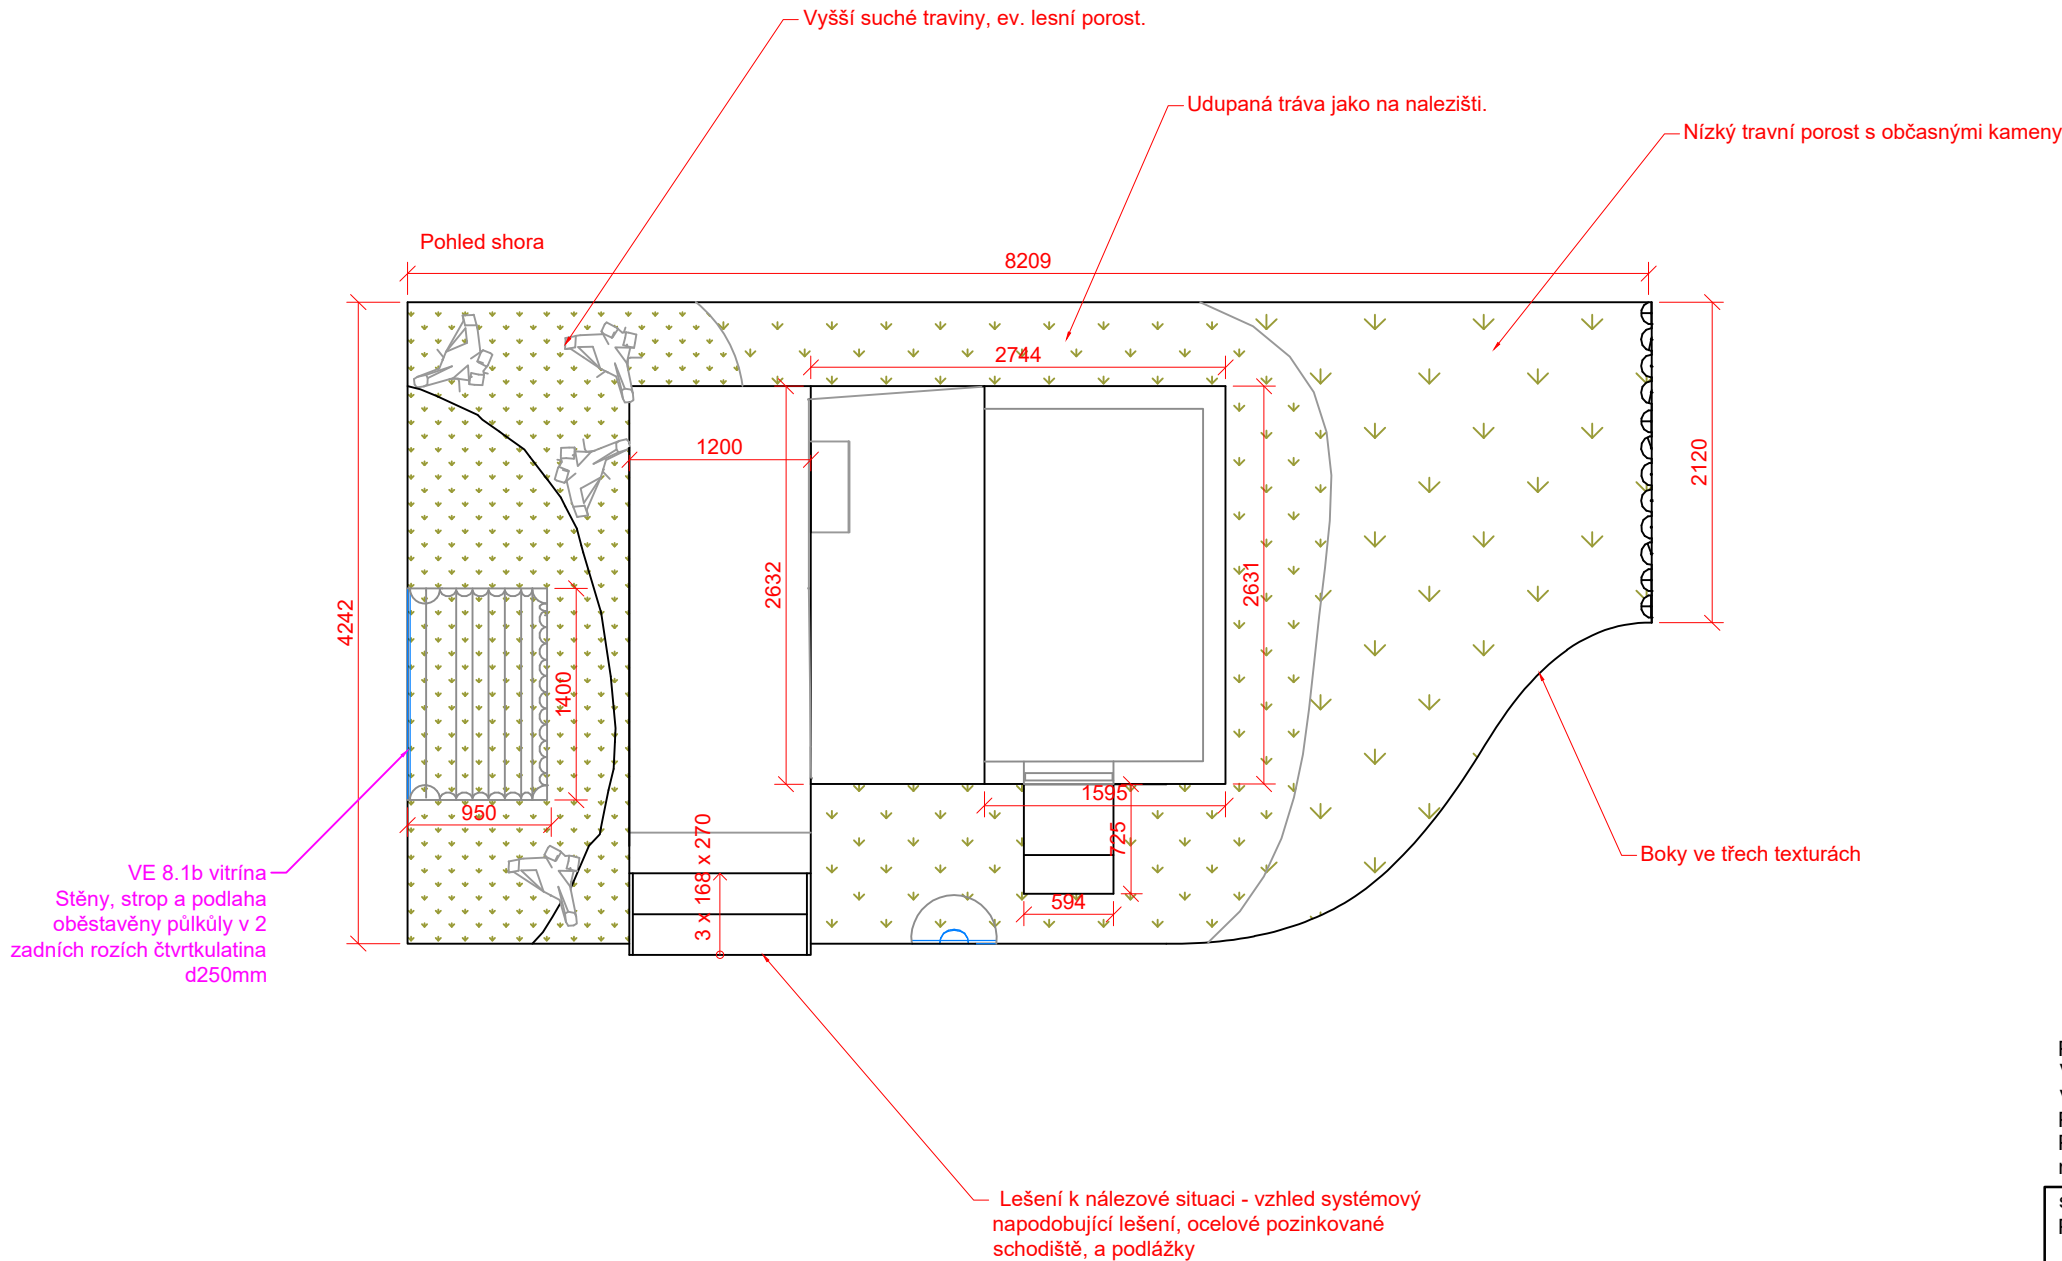 Vyšší suché traviny, ev. lesní porost.
Udupaná tráva jako na nalezišti.
Nízký travní porost s občasnými kameny
Pohled shora
8209
2744
1200
2120
2632
2631
4242
1400
950
1595
725
594
3 x 168 x 270
Boky ve třech texturách
VE 8.1b vitrína
Stěny, strop a podlaha
oběstavěny půlkůly v 2
zadních rozích čtvrtkulatina
d250mm
Lešení k nálezové situaci - vzhled systémový
napodobující lešení, ocelové pozinkované
schodiště, a podlážky